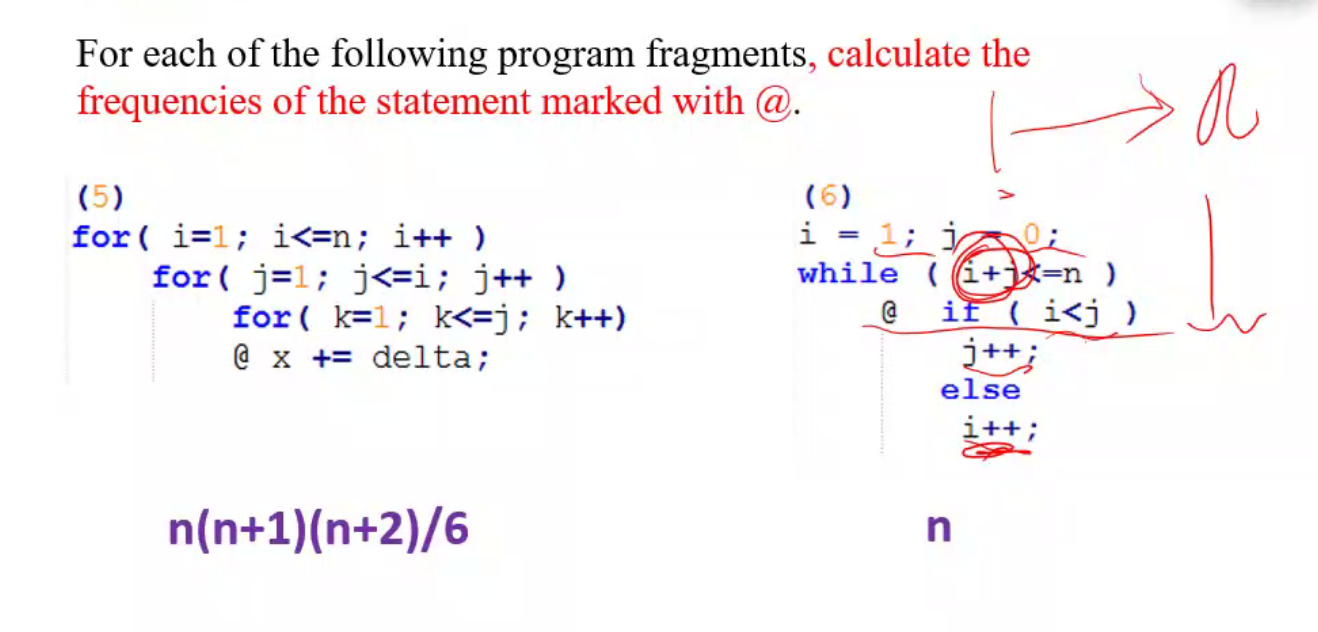 For each of the following program fragments, calculate the
frequencies of the statement marked with @.
(5)
for( i=1; i<=n; i++ )
for( j=1; j<=i; j++ )
for( k=1; k<=j; k++)
@ x += delta;
n(n+1)(n+2)/6
(6)
i = 1; j = 0;
while ( i+j<=n )
@ if ( i<j )
j++;
else
i++;
n